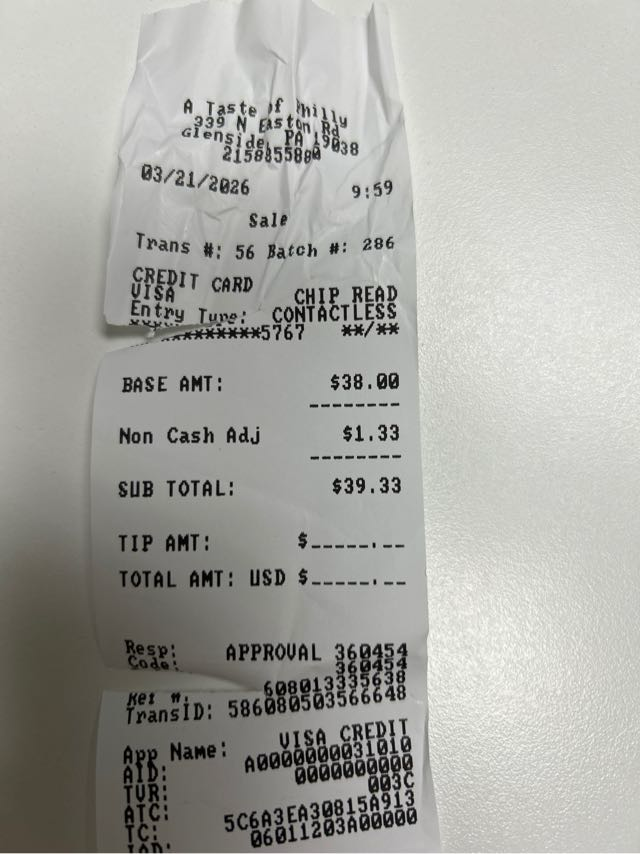 A Taste of Philly
339 N Easton Rd
Glenside, PA 19038
2158855880
03/21/2026 9:59
Sale
Trans #: 56 Batch #: 286
CREDIT CARD
VISA CHIP READ
Entry Type: CONTACTLESS
************5767 **/**
BASE AMT: $38.00
--------
Non Cash Adj $1.33
--------
SUB TOTAL: $39.33
TIP AMT: $_____.__
TOTAL AMT: USD $_____.__
Resp: APPROVAL 360454
Code: 360454
Ref #: 608013335638
TransID: 586080503566648
App Name: VISA CREDIT
AID: A0000000031010
TVR: 0000000000
ATC: 003C
TC: 5C6A3EA30815A913
IAD: 06011203A00000